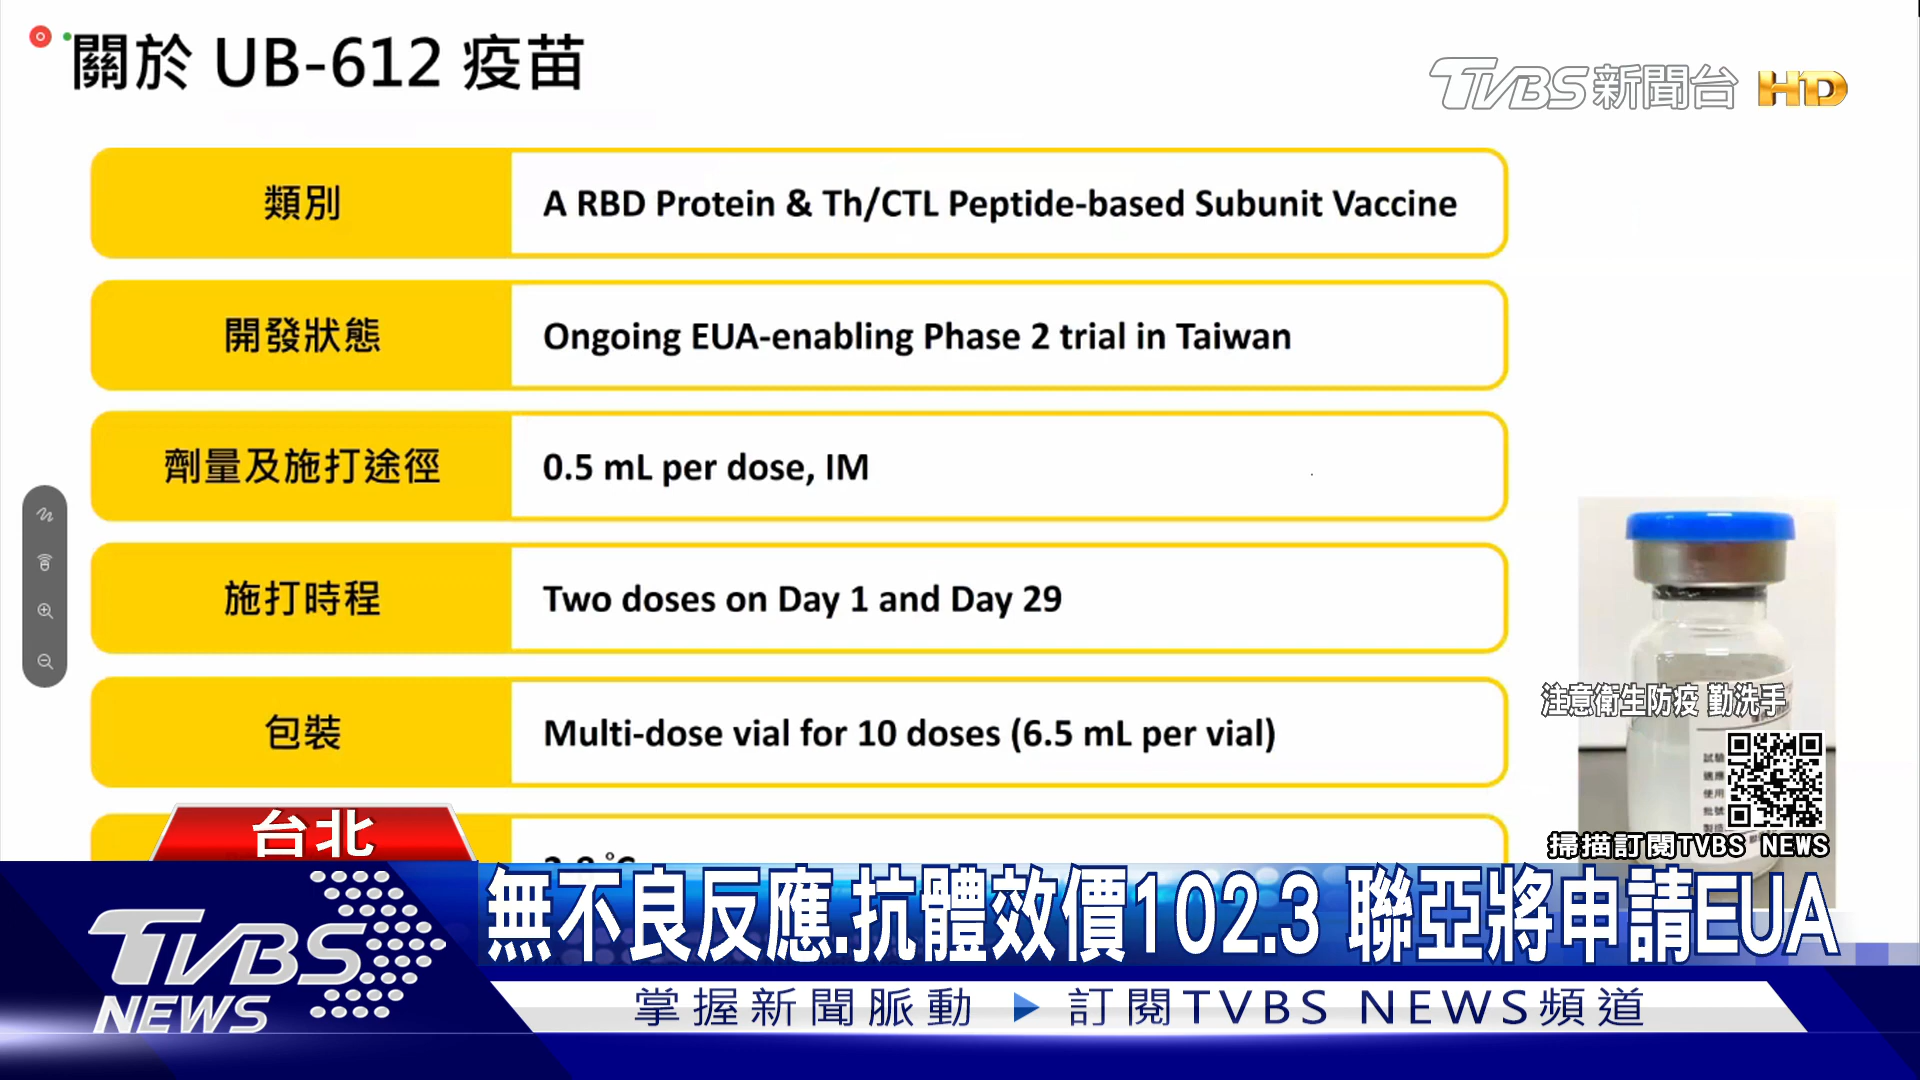 關於 UB-612 疫苗
TVBS新聞台 HD
類別
A RBD Protein & Th/CTL Peptide-based Subunit Vaccine
開發狀態
Ongoing EUA-enabling Phase 2 trial in Taiwan
劑量及施打途徑
0.5 mL per dose, IM
施打時程
Two doses on Day 1 and Day 29
包裝
Multi-dose vial for 10 doses (6.5 mL per vial)
注意衛生防疫 勤洗手
掃描訂閱TVBS NEWS
台北
無不良反應.抗體效價102.3 聯亞將申請EUA
TVBS
NEWS
掌握新聞脈動 ▶ 訂閱TVBS NEWS頻道